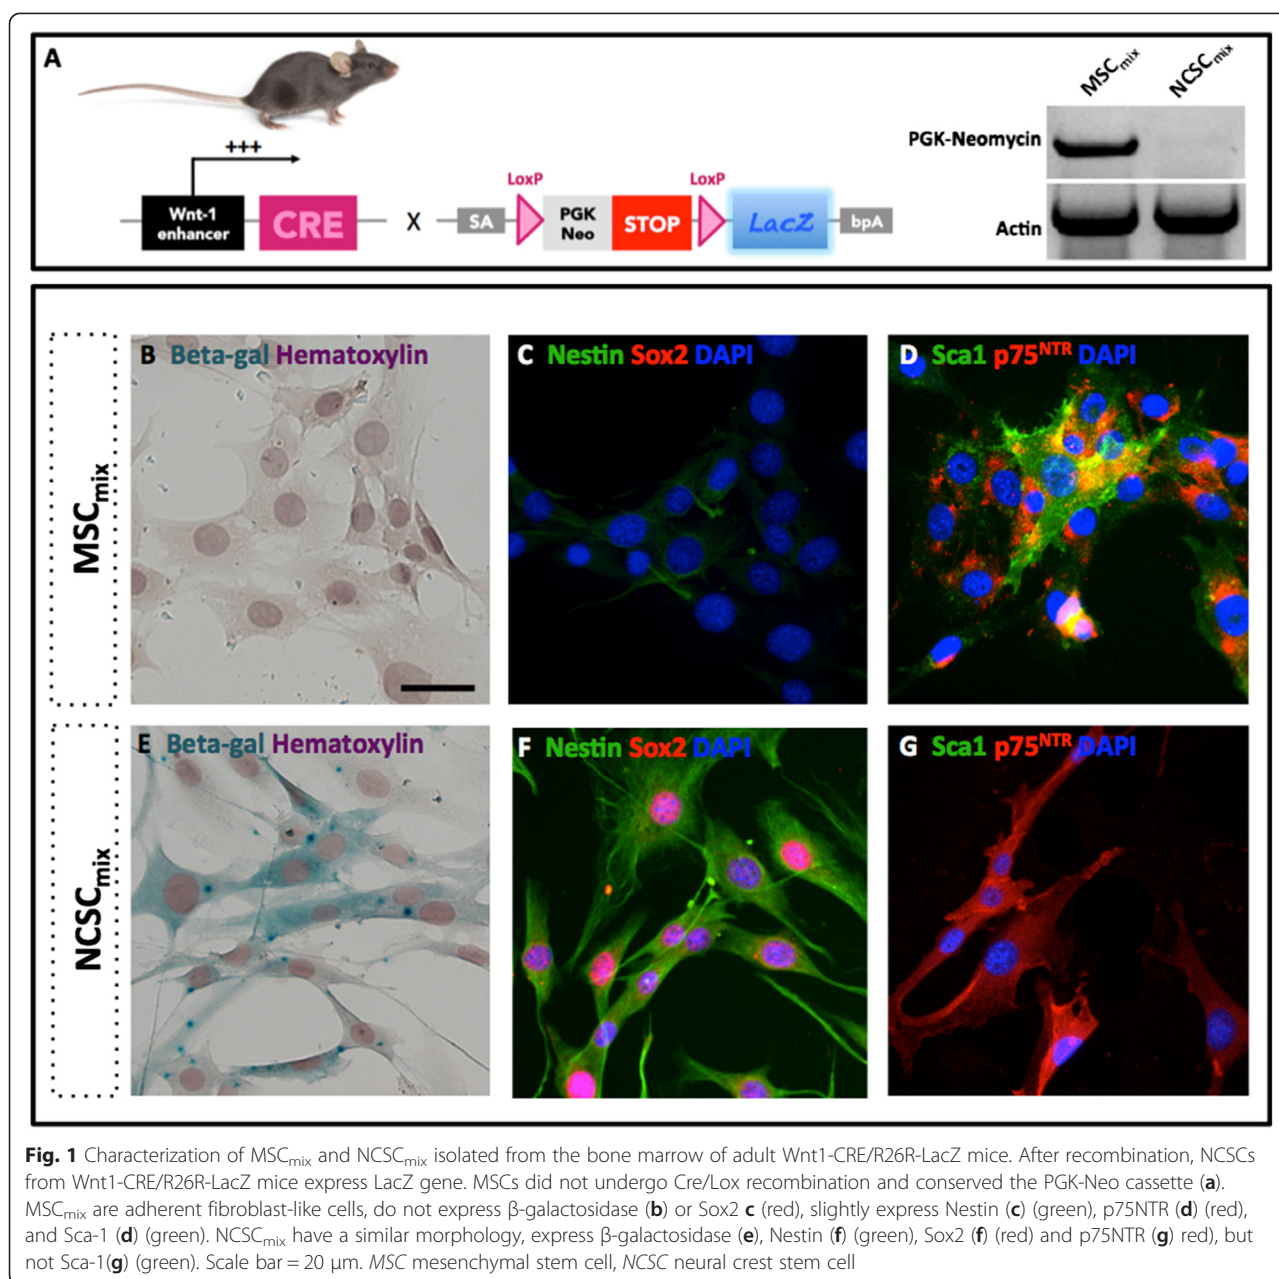 A
MSCmix
NCSCmix
+++
PGK-Neomycin
LoxP
LoxP
Wnt-1
enhancer
CRE
X
SA
PGK
Neo
STOP
LacZ
bpA
Actin
MSCmix
B Beta-gal Hematoxylin
C Nestin Sox2 DAPI
D Sca1 p75NTR DAPI
NCSCmix
E Beta-gal Hematoxylin
F Nestin Sox2 DAPI
G Sca1 p75NTR DAPI
Fig. 1 Characterization of MSCmix and NCSCmix isolated from the bone marrow of adult Wnt1-CRE/R26R-LacZ mice. After recombination, NCSCs
from Wnt1-CRE/R26R-LacZ mice express LacZ gene. MSCs did not undergo Cre/Lox recombination and conserved the PGK-Neo cassette (a).
MSCmix are adherent fibroblast-like cells, do not express β-galactosidase (b) or Sox2 c (red), slightly express Nestin (c) (green), p75NTR (d) (red),
and Sca-1 (d) (green). NCSCmix have a similar morphology, express β-galactosidase (e), Nestin (f) (green), Sox2 (f) (red) and p75NTR (g) red), but
not Sca-1(g) (green). Scale bar = 20 μm. MSC mesenchymal stem cell, NCSC neural crest stem cell